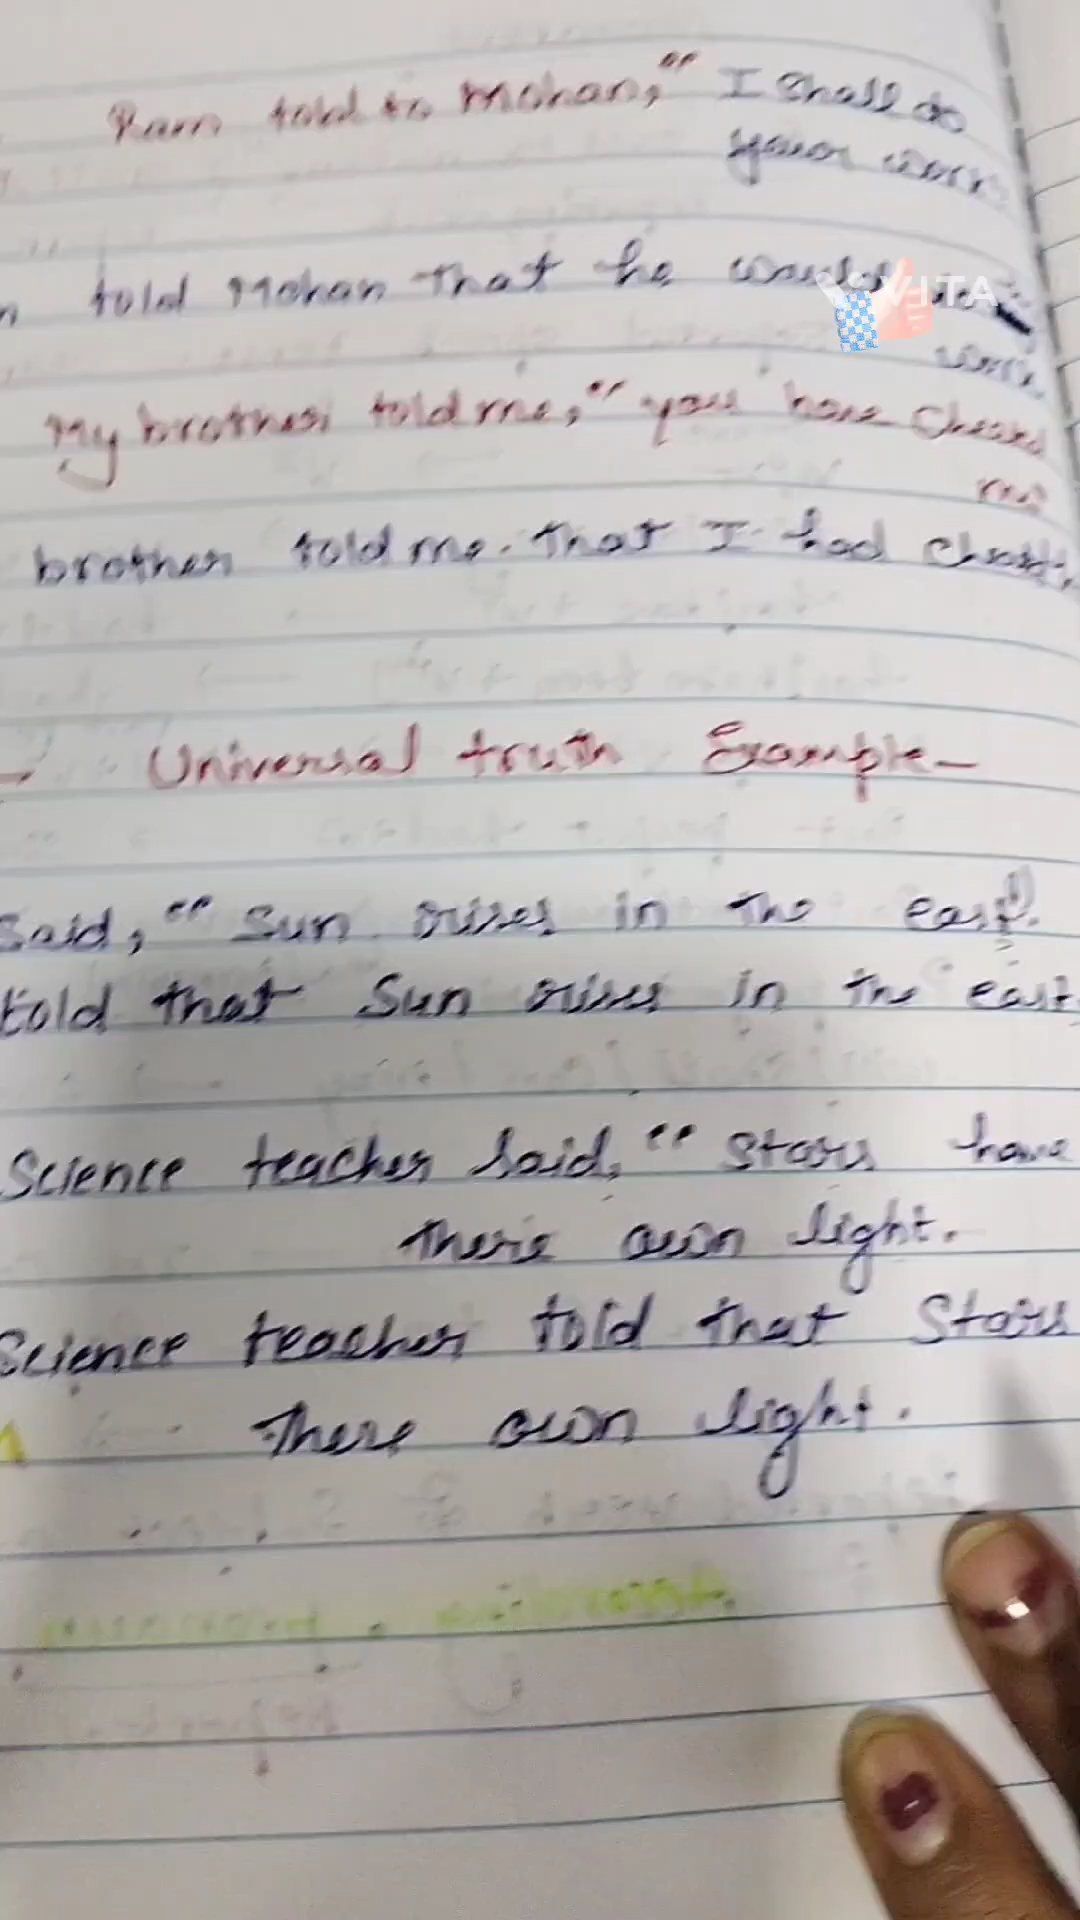 Ram told to Mohan, " I shall do
your work
told Mohan that he would do
work
VITA
My brother told me, " you have cheated
me
brother told me that I had
Universal truth Example-
said, " Sun rises in the east".
told that Sun rises in the east
Science teacher said, " Stars have
there own light.
Science teacher told that Stars
there own light.